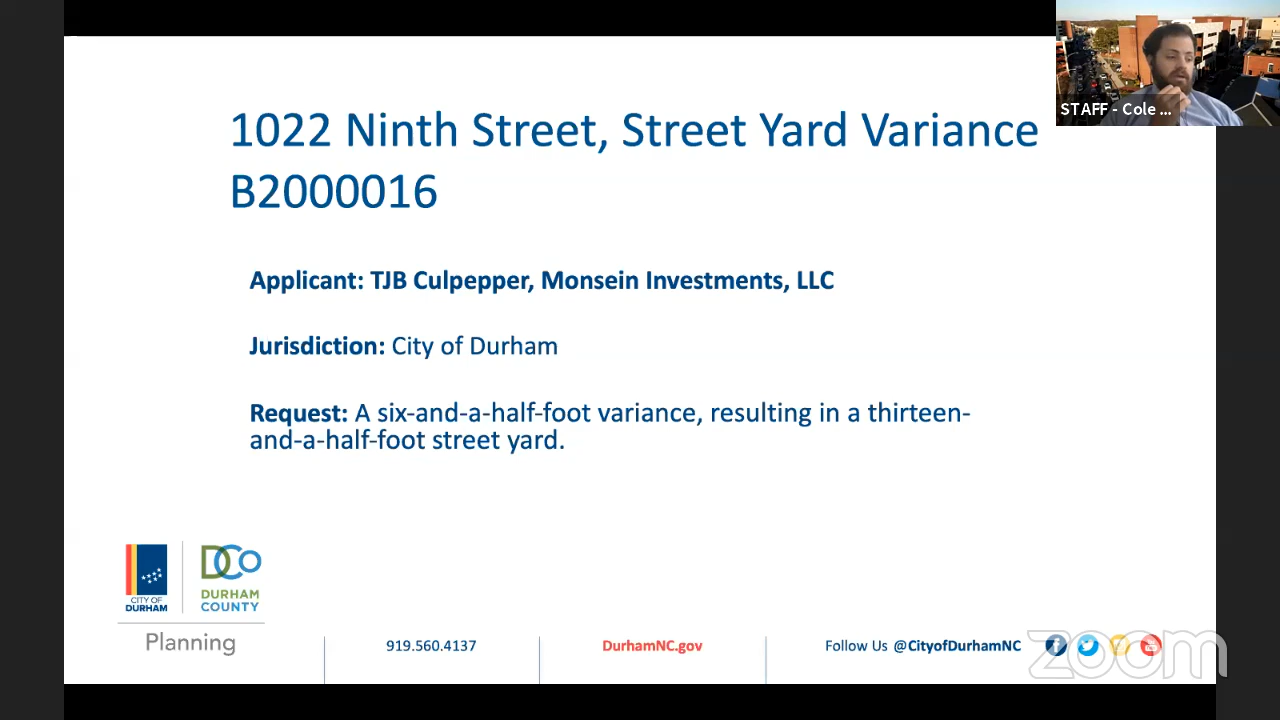 STAFF - Cole ...
1022 Ninth Street, Street Yard Variance
B2000016
Applicant: TJB Culpepper, Monsein Investments, LLC
Jurisdiction: City of Durham
Request: A six-and-a-half-foot variance, resulting in a thirteen-
and-a-half-foot street yard.
CITY OF
DURHAM
DCO
DURHAM
COUNTY
Planning
919.560.4137
DurhamNC.gov
Follow Us @CityofDurhamNC
zoom